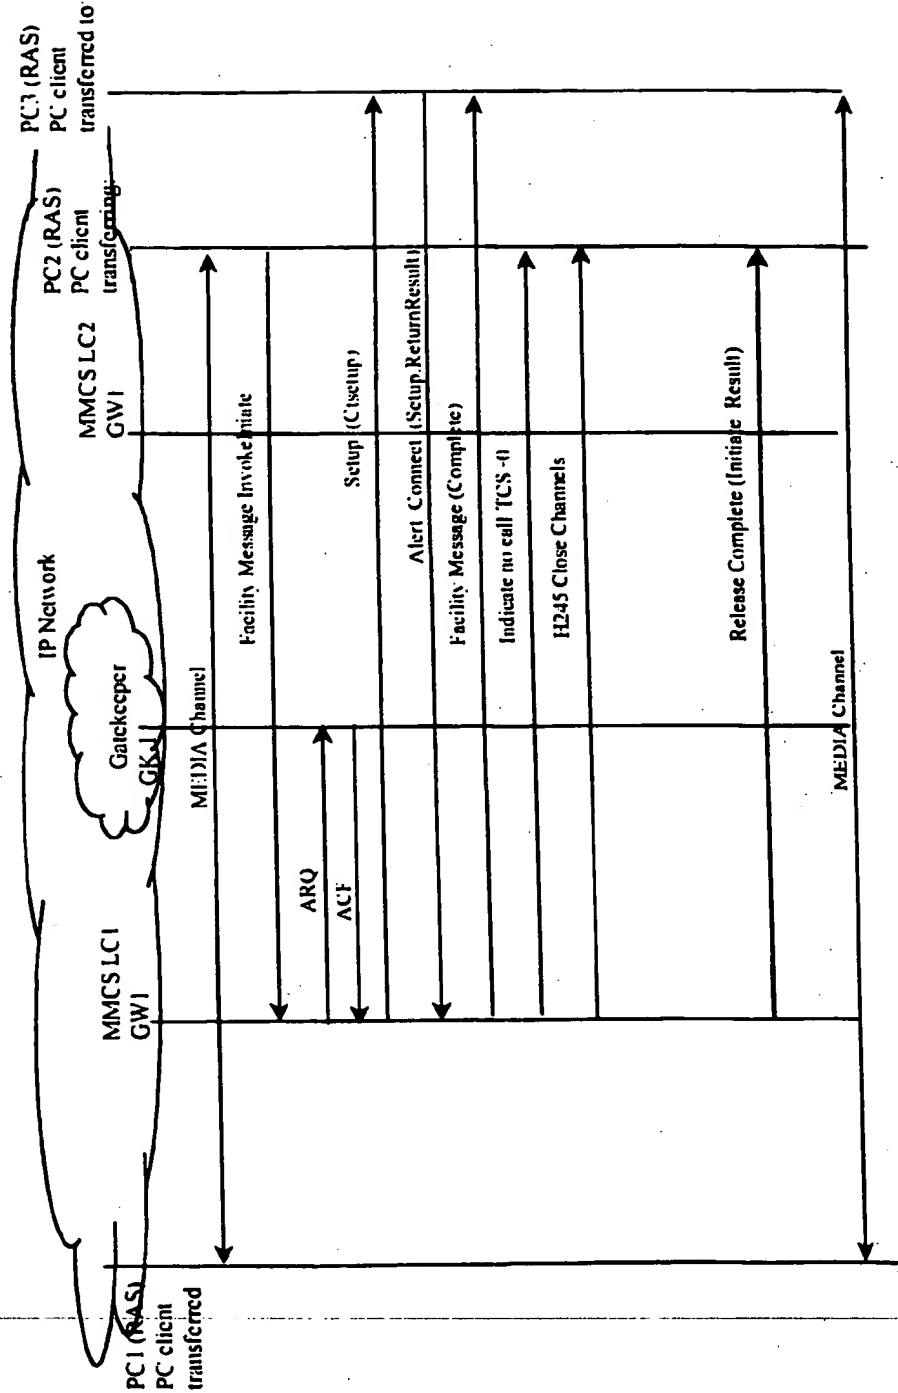 PC1 (RAS)
PC client
transferred
MMCS LC1
GW1
Gatekeeper
GK1
IP Network
MMCS LC2
GW1
PC2 (RAS)
PC client
transferring:
PC3 (RAS)
PC client
transferred to
MEDIA Channel
Facility Message Invoke Initiate
ARQ
ACF
Setup (Ctsetup)
Alert Connect (Setup.ReturnResult)
Facility Message (Complete)
Indicate no call TCS -0
H245 Close Channels
Release Complete (Initiate Result)
MEDIA Channel